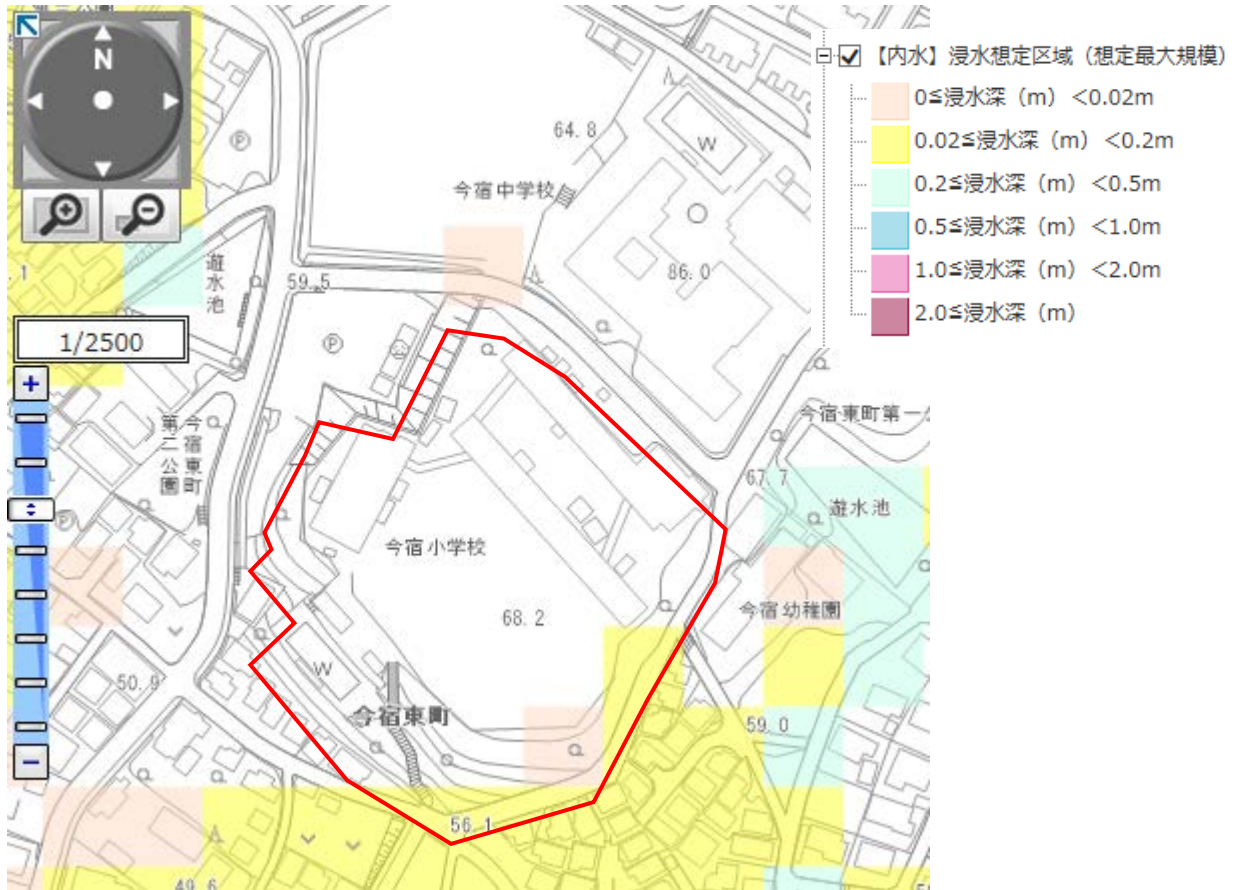 N
1/2500
+
−
【内水】浸水想定区域（想定最大規模）
0≦浸水深（m）<0.02m
0.02≦浸水深（m）<0.2m
0.2≦浸水深（m）<0.5m
0.5≦浸水深（m）<1.0m
1.0≦浸水深（m）<2.0m
2.0≦浸水深（m）
64.8
W
今宿中学校
86.0
P
遊水池
59.5
P
今宿東町
第二公園
P
今宿東町第一
67.7
遊水池
今宿小学校
68.2
今宿幼稚園
W
50.9
今宿東町
59.0
56.1
49.6